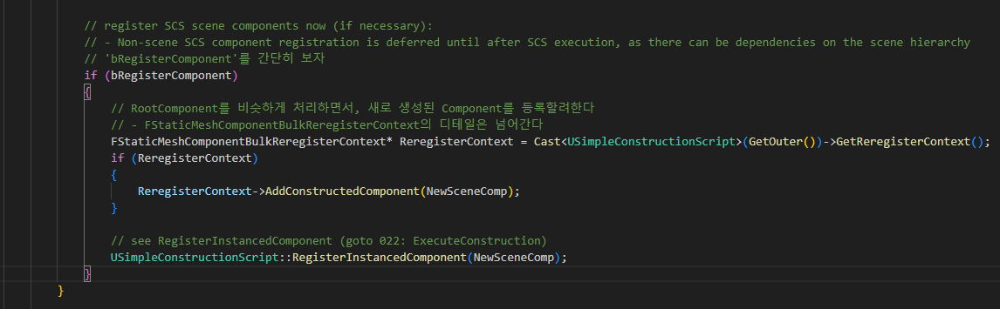 // register SCS scene components now (if necessary):
// - Non-scene SCS component registration is deferred until after SCS execution, as there can be dependencies on the scene hierarchy
// 'bRegisterComponent'를 간단히 보자
if (bRegisterComponent)
{
// RootComponent를 비슷하게 처리하면서, 새로 생성된 Component를 등록할려한다
// - FStaticMeshComponentBulkReregisterContext의 디테일은 넘어간다
FStaticMeshComponentBulkReregisterContext* ReregisterContext = Cast<USimpleConstructionScript>(GetOuter())->GetReregisterContext();
if (ReregisterContext)
{
ReregisterContext->AddConstructedComponent(NewSceneComp);
}
// see RegisterInstancedComponent (goto 022: ExecuteConstruction)
USimpleConstructionScript::RegisterInstancedComponent(NewSceneComp);
}
}